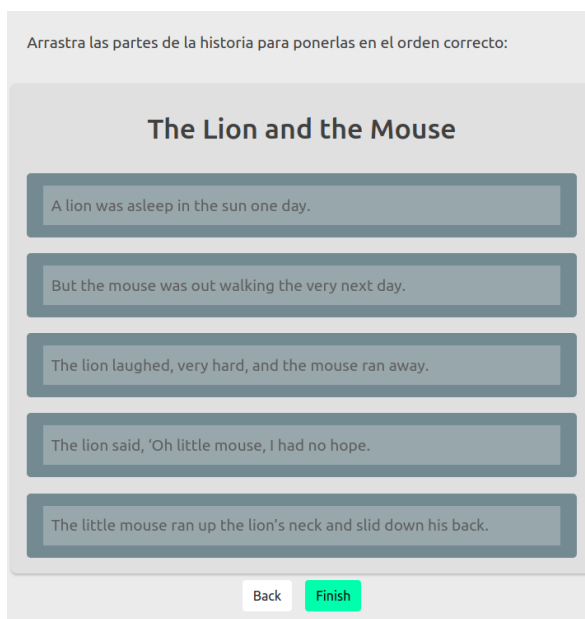 Arrastra las partes de la historia para ponerlas en el orden correcto:
The Lion and the Mouse
A lion was asleep in the sun one day.
But the mouse was out walking the very next day.
The lion laughed, very hard, and the mouse ran away.
The lion said, ‘Oh little mouse, I had no hope.
The little mouse ran up the lion's neck and slid down his back.
Back
Finish